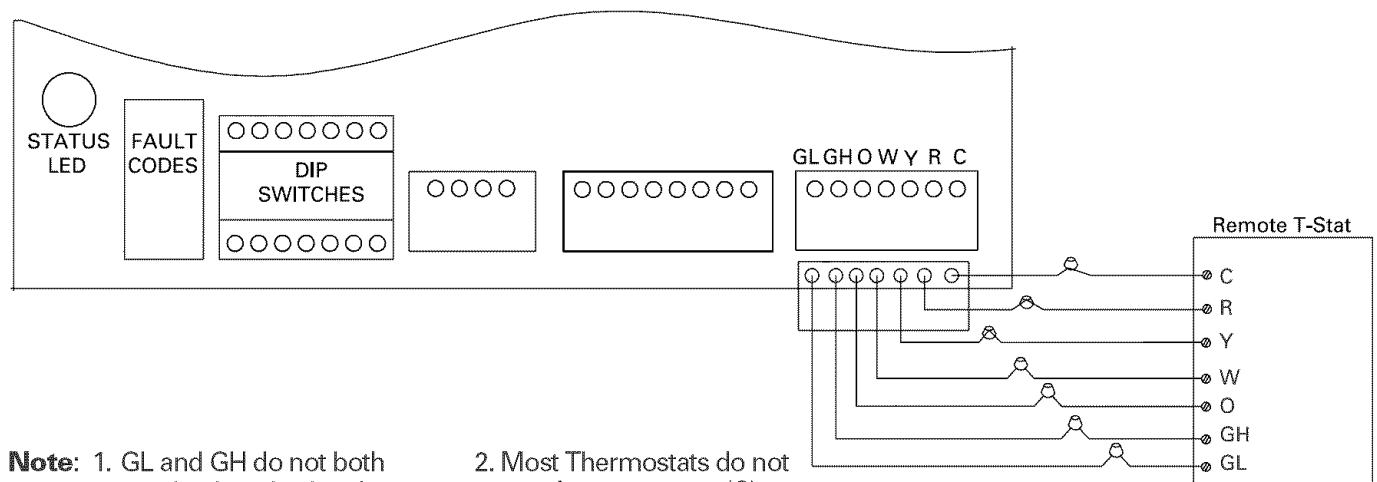 STATUS
LED
FAULT
CODES
DIP
SWITCHES
GL GH O W Y R C
Remote T-Stat
C
R
Y
W
O
GH
GL
Note: 1. GL and GH do not both
2. Most Thermostats do not